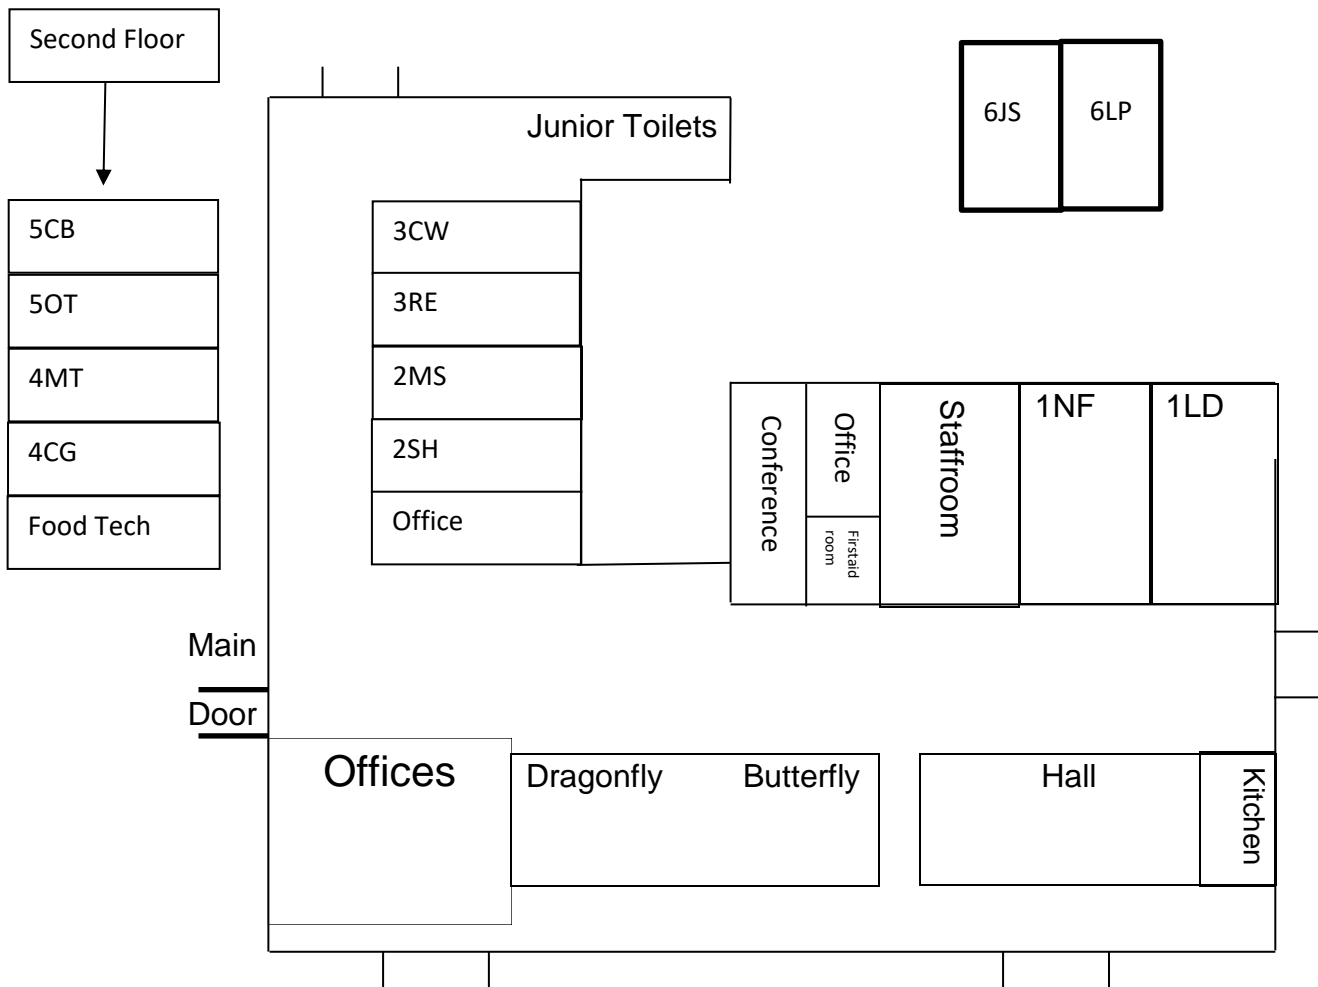 Second Floor
5CB
5OT
4MT
4CG
Food Tech
Junior Toilets
3CW
3RE
2MS
2SH
Office
6JS
6LP
Conference
Office
Firstaid
room
Staffroom
1NF
1LD
Main
Door
Offices
Dragonfly
Butterfly
Hall
Kitchen